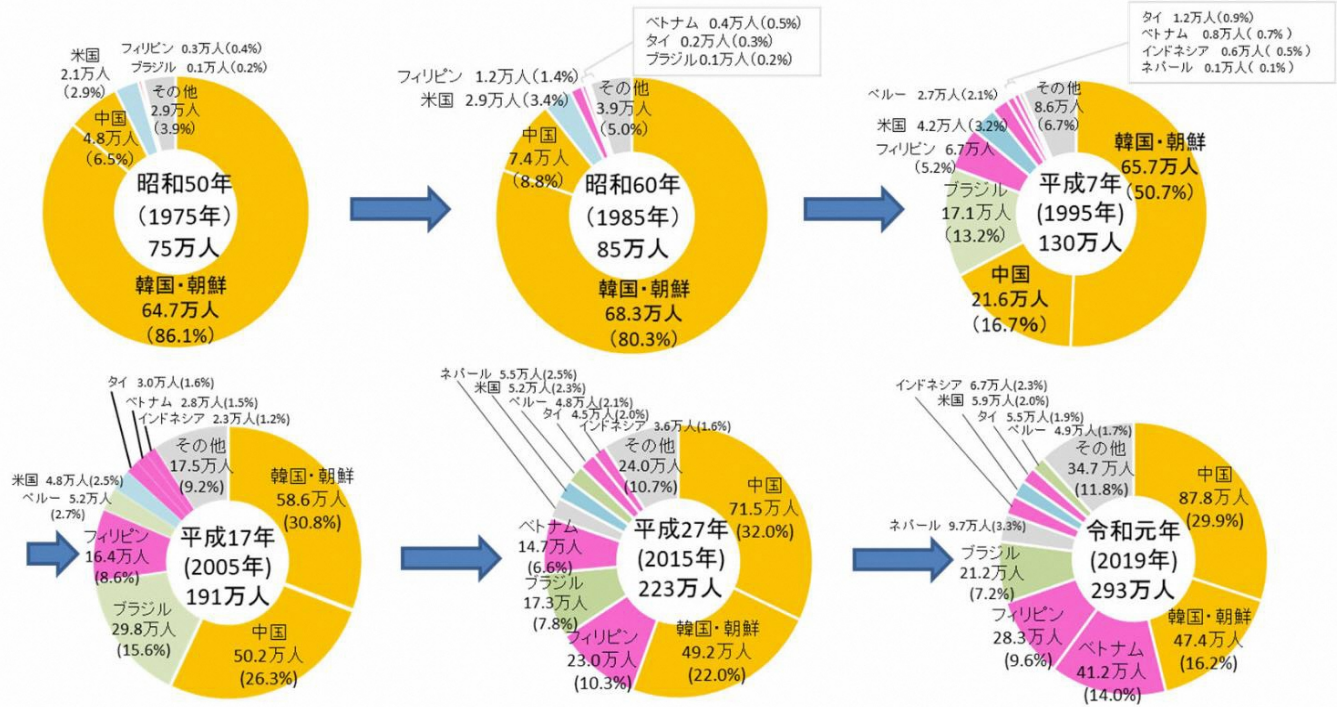 米国
2.1万人
(2.9%)
フィリピン 0.3万人(0.4%)
ブラジル 0.1万人(0.2%)
その他
2.9万人
(3.9%)
中国
4.8万人
(6.5%)
昭和50年
(1975年)
75万人
韓国・朝鮮
64.7万人
(86.1%)
ベトナム 0.4万人(0.5%)
タイ 0.2万人(0.3%)
ブラジル0.1万人(0.2%)
フィリピン 1.2万人(1.4%)
米国 2.9万人(3.4%)
その他
3.9万人
(5.0%)
中国
7.4万人
(8.8%)
昭和60年
(1985年)
85万人
韓国・朝鮮
68.3万人
(80.3%)
タイ 1.2万人(0.9%)
ベトナム 0.8万人( 0.7%)
インドネシア 0.6万人( 0.5%)
ネパール 0.1万人( 0.1%)
ペルー 2.7万人(2.1%)
その他
8.6万人
(6.7%)
米国 4.2万人(3.2%)
フィリピン 6.7万人
(5.2%)
ブラジル
17.1万人
(13.2%)
韓国・朝鮮
65.7万人
(50.7%)
平成7年
(1995年)
130万人
中国
21.6万人
(16.7%)
タイ 3.0万人(1.6%)
ベトナム 2.8万人(1.5%)
インドネシア 2.3万人(1.2%)
その他
17.5万人
(9.2%)
米国 4.8万人(2.5%)
ペルー 5.2万人
(2.7%)
フィリピン
16.4万人
(8.6%)
韓国・朝鮮
58.6万人
(30.8%)
平成17年
(2005年)
191万人
ブラジル
29.8万人
(15.6%)
中国
50.2万人
(26.3%)
ネパール 5.5万人(2.5%)
米国 5.2万人(2.3%)
ペルー 4.8万人(2.1%)
タイ 4.5万人(2.0%)
インドネシア 3.6万人(1.6%)
その他
24.0万人
(10.7%)
中国
71.5万人
(32.0%)
ベトナム
14.7万人
(6.6%)
平成27年
(2015年)
223万人
ブラジル
17.3万人
(7.8%)
フィリピン
23.0万人
(10.3%)
韓国・朝鮮
49.2万人
(22.0%)
インドネシア 6.7万人(2.3%)
米国 5.9万人(2.0%)
タイ 5.5万人(1.9%)
ペルー 4.9万人(1.7%)
その他
34.7万人
(11.8%)
中国
87.8万人
(29.9%)
ネパール 9.7万人(3.3%)
ブラジル
21.2万人
(7.2%)
令和元年
(2019年)
293万人
フィリピン
28.3万人
(9.6%)
ベトナム
41.2万人
(14.0%)
韓国・朝鮮
47.4万人
(16.2%)